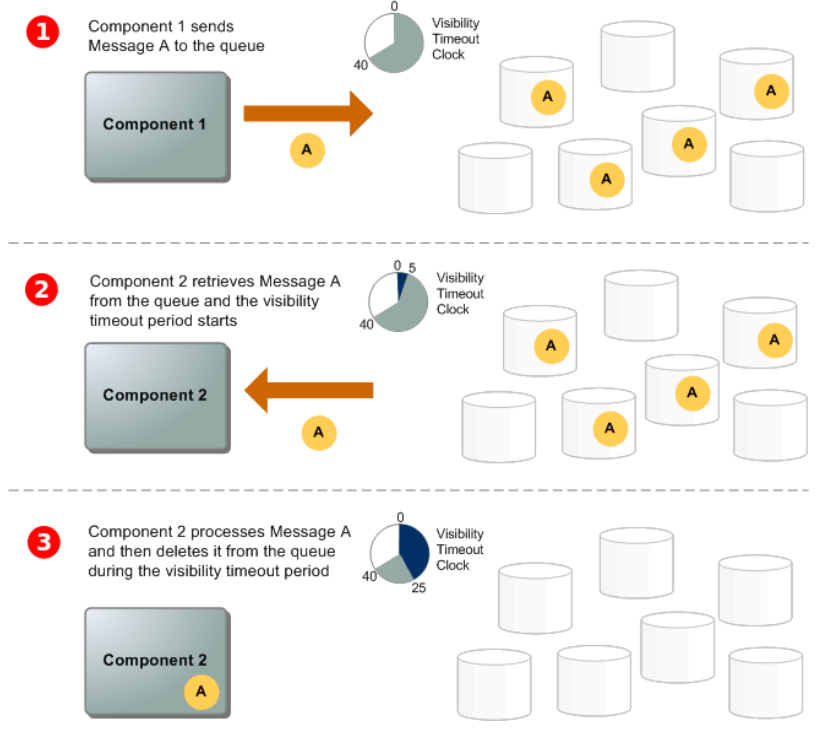 1
Component 1 sends
Message A to the queue
0
40
Visibility
Timeout
Clock
Component 1
A
A
A
A
A
2
Component 2 retrieves Message A
from the queue and the visibility
timeout period starts
0 5
40
Visibility
Timeout
Clock
Component 2
A
A
A
A
A
3
Component 2 processes Message A
and then deletes it from the queue
during the visibility timeout period
0
40
25
Visibility
Timeout
Clock
Component 2
A